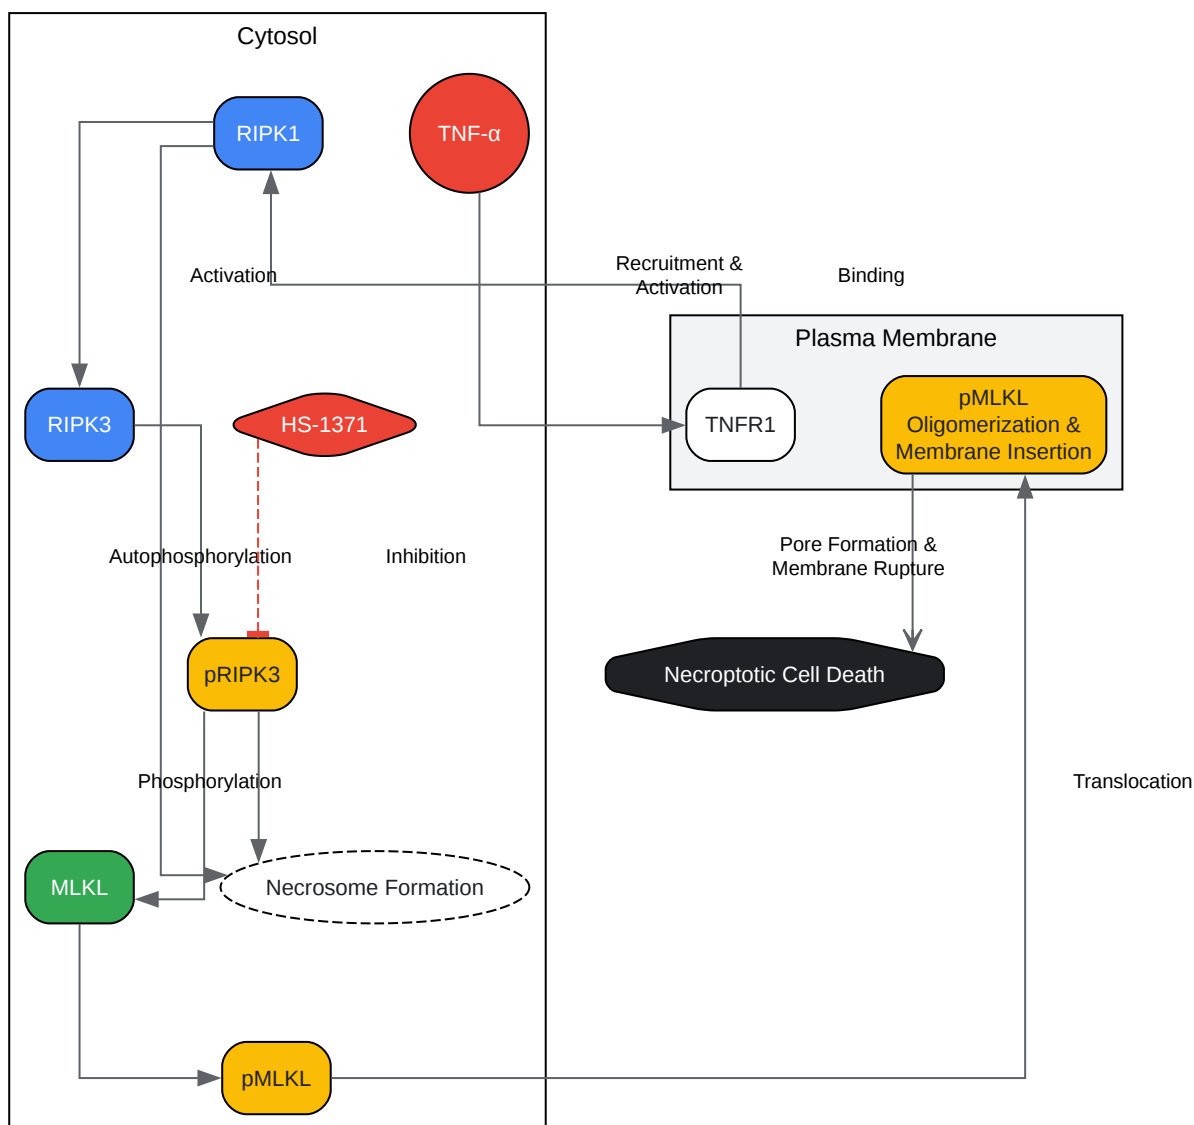 Cytosol
RIPK1
TNF-α
Activation
Recruitment &
Activation
Binding
Plasma Membrane
RIPK3
HS-1371
TNFR1
pMLKL
Oligomerization &
Membrane Insertion
Autophosphorylation
Inhibition
Pore Formation &
Membrane Rupture
pRIPK3
Necroptotic Cell Death
Phosphorylation
Translocation
MLKL
Necrosome Formation
pMLKL